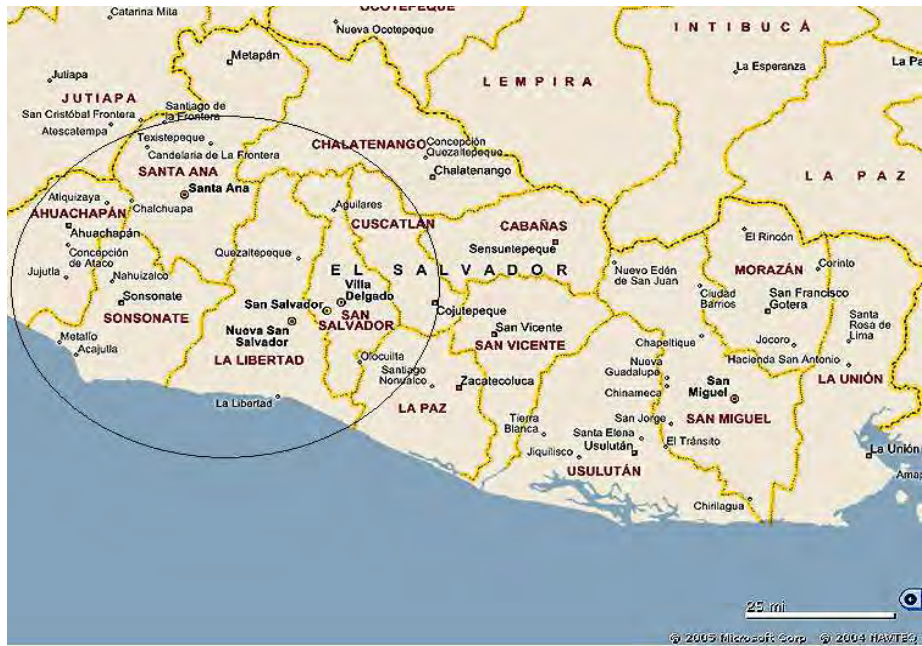 OCOTEPEQUE
Catarina Mita
Nueva Ocotepeque
INTIBUCÁ
Metapán
La Esperanza
La Pa
Jutiapa
LEMPIRA
JUTIAPA
Santiago de
la Frontera
San Cristóbal Frontera
Atescatempa
Texistepeque
CHALATENANGO
Concepción
Quezaltepeque
Candelaria de La Frontera
SANTA ANA
Chalatenango
LA PAZ
Santa Ana
Atiquizaya
Chalchuapa
AHUACHAPÁN
Aguilares
CUSCATLÁN
CABAÑAS
Ahuachapán
El Rincón
Sensuntepeque
Concepción
de Ataco
Quezaltepeque
Jujutla
Nahuizalco
EL SALVADOR
Nuevo Edén
de San Juan
MORAZÁN
Corinto
Villa
Delgado
Sonsonate
San Salvador
Cojutepeque
Ciudad
Barrios
San Francisco
Gotera
SONSONATE
SAN
SALVADOR
Santa
Rosa de
Lima
Nueva San
Salvador
San Vicente
SAN VICENTE
Metalío
Acajulla
Chapeltique
Jocoro
LA LIBERTAD
Olocuilta
Nueva
Guadalupe
Hacienda San Antonio
Santiago
Nonualco
Zacatecoluca
Chinameca
San
Miguel
LA UNIÓN
La Libertad
LA PAZ
Tierra
Blanca
San Jorge
SAN MIGUEL
Santa Elena
Usulután
El Tránsito
Jiquilisco
La Unión
USULUTÁN
Amap
Chirilagua
25 mi
© 2005 Microsoft Corp © 2004 NAVTEQ